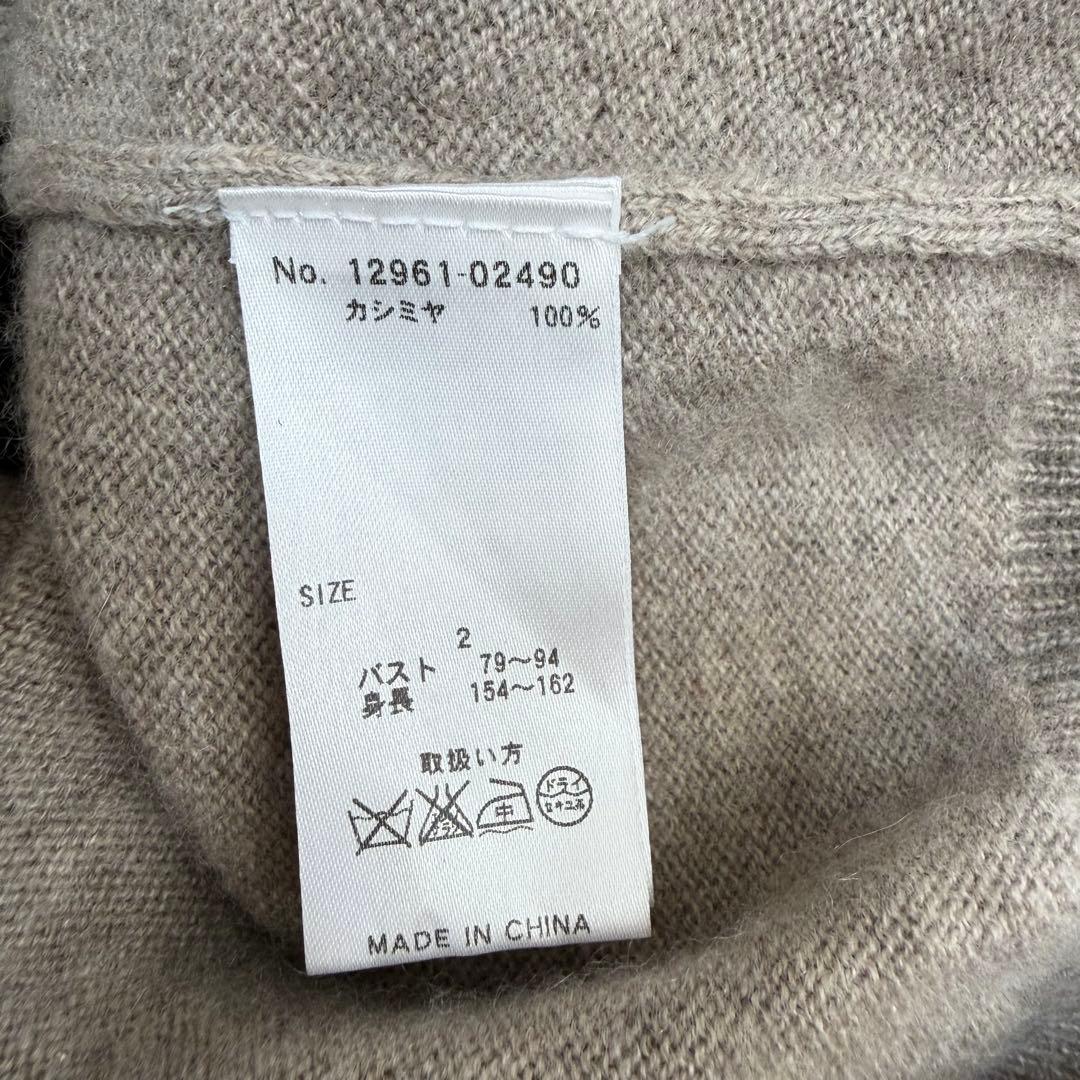 No. 12961-02490
カシミヤ 100%
SIZE
2
バスト 79～94
身長 154～162
取扱い方
中 ドライ
MADE IN CHINA